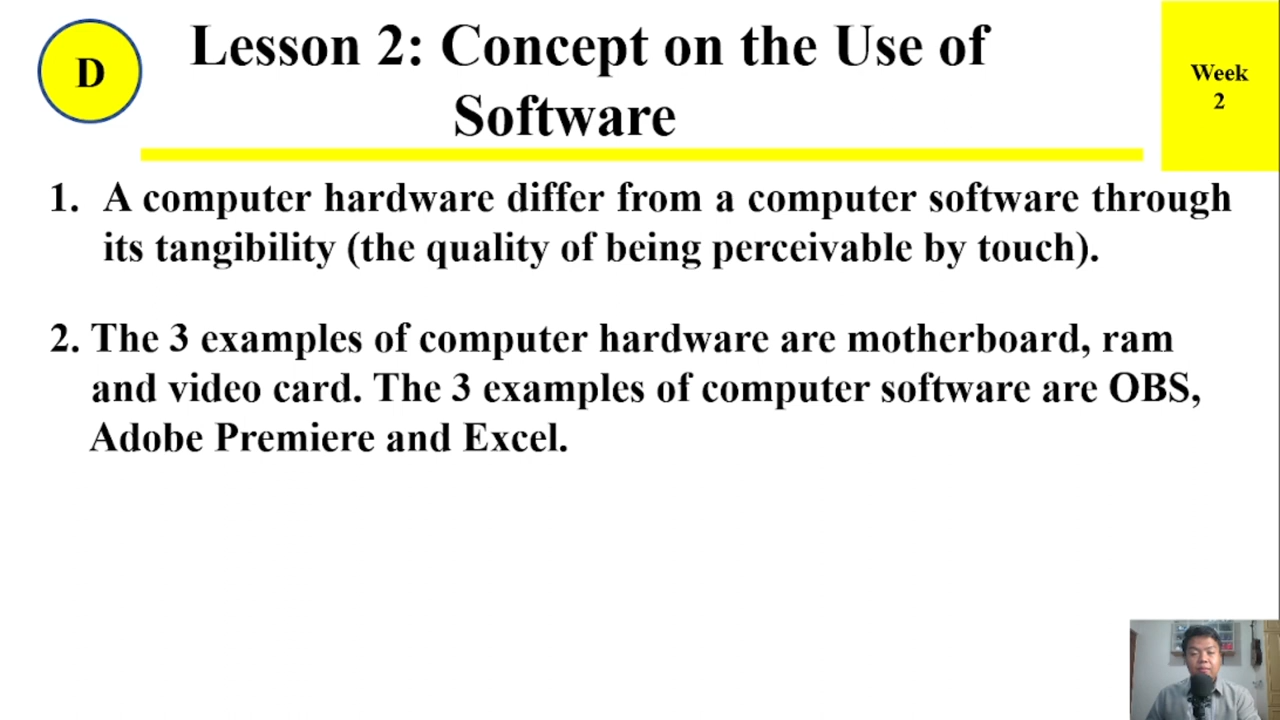 D
Lesson 2: Concept on the Use of
Software
Week
2
1. A computer hardware differ from a computer software through
its tangibility (the quality of being perceivable by touch).
2. The 3 examples of computer hardware are motherboard, ram
and video card. The 3 examples of computer software are OBS,
Adobe Premiere and Excel.